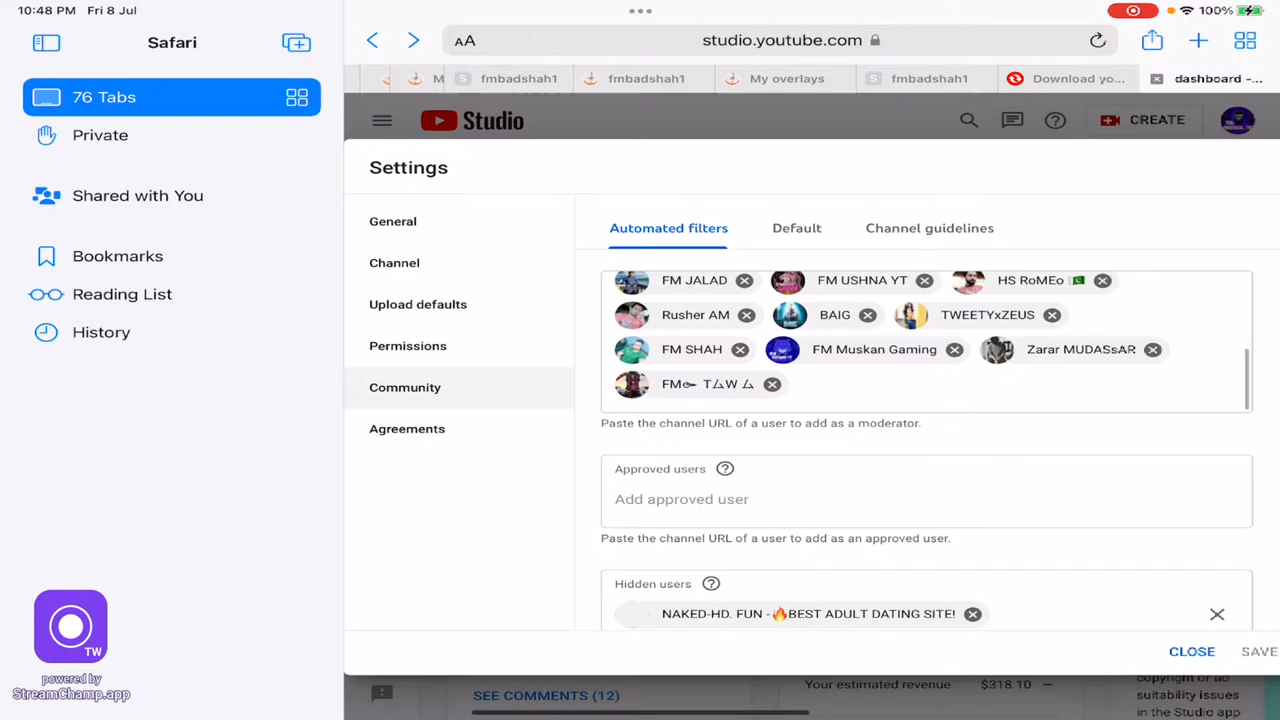 10:48 PM Fri 8 Jul
100%
Safari
76 Tabs
Private
Shared with You
Bookmarks
Reading List
History
TW
powered by
StreamChamp.app
AA studio.youtube.com
M
S fmbadshah1
fmbadshah1
My overlays
S fmbadshah1
Download yo...
dashboard -...
Studio
CREATE
Settings
General
Channel
Upload defaults
Permissions
Community
Agreements
Automated filters Default Channel guidelines
FM JALAD FM USHNA YT HS RoMEo 🇵🇰
Rusher AM BAIG TWEETYxZEUS
FM SHAH FM Muskan Gaming Zarar MUDASsAR
FM๛ TムW ム
Paste the channel URL of a user to add as a moderator.
Approved users
Add approved user
Paste the channel URL of a user to add as an approved user.
Hidden users
NAKED-HD. FUN -🔥BEST ADULT DATING SITE!
CLOSE SAVE
SEE COMMENTS (12)
Your estimated revenue $318.10 —
copyright or ad
suitability issues
in the Studio app